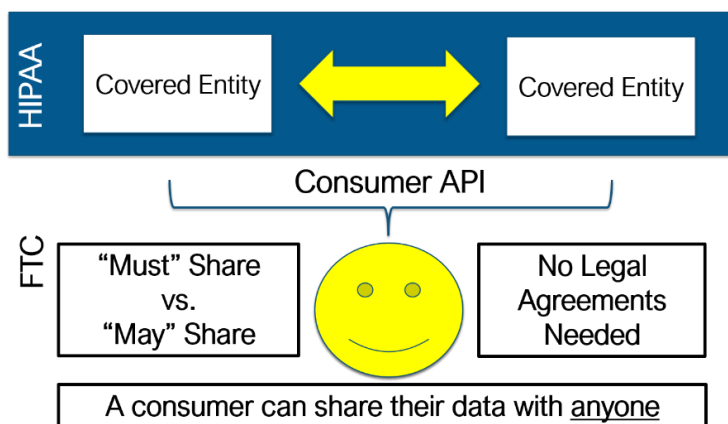 HIPAA
Covered Entity
Covered Entity
Consumer API
FTC
“Must” Share
vs.
“May” Share
No Legal
Agreements
Needed
A consumer can share their data with anyone